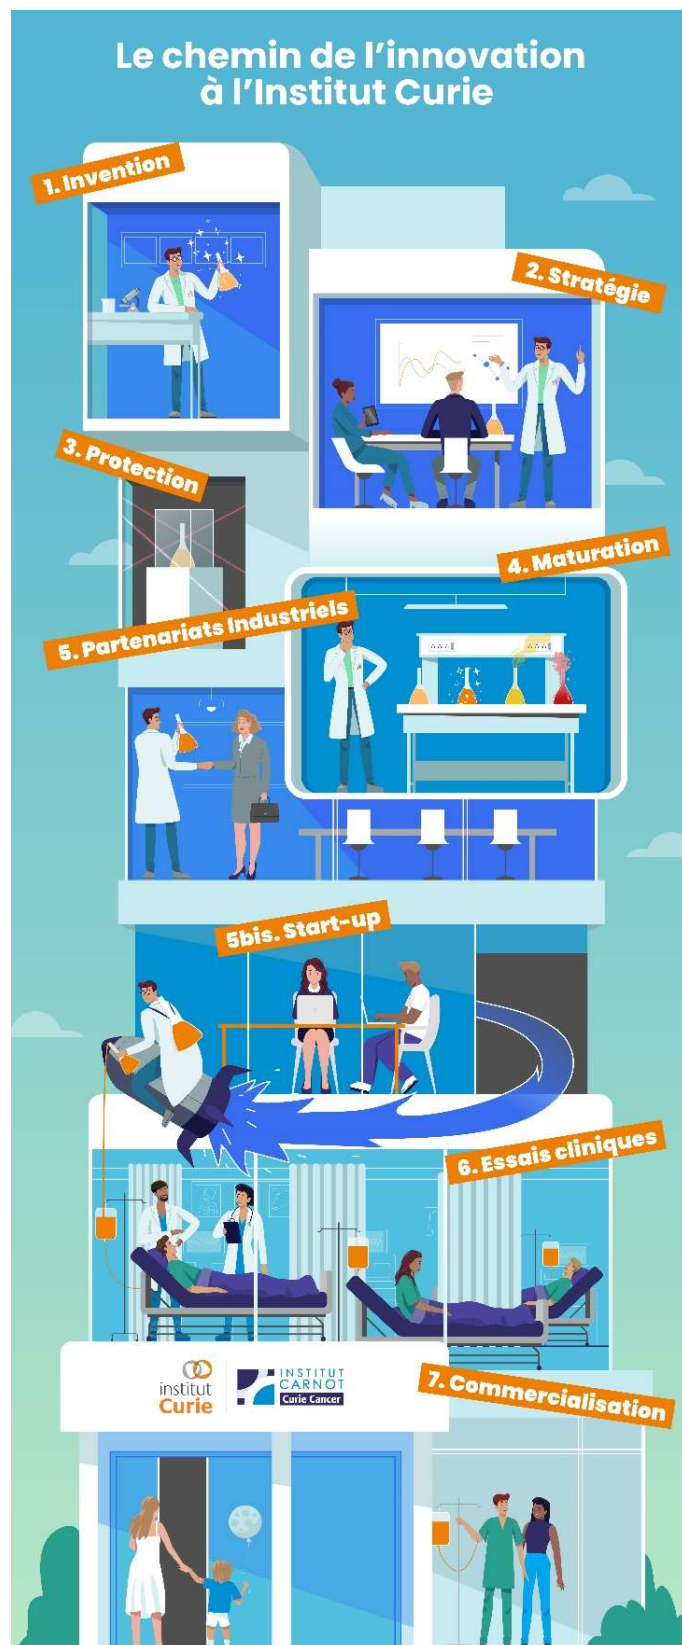 Le chemin de l’innovation
à l’Institut Curie
1. Invention
2. Stratégie
3. Protection
4. Maturation
5. Partenariats Industriels
5bis. Start-up
6. Essais cliniques
institut
Curie
INSTITUT
CARNOT
Curie Cancer
7. Commercialisation